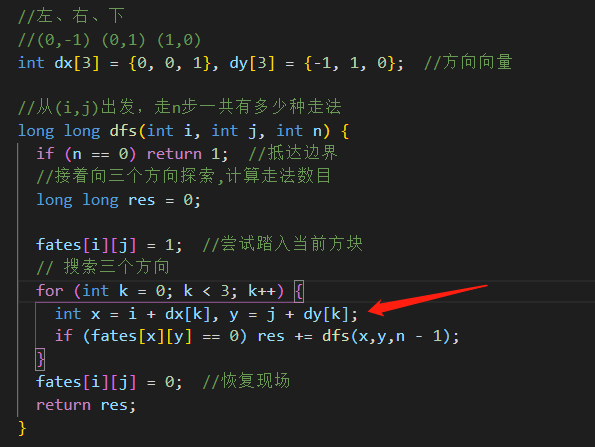 //左、右、下
//(0,-1) (0,1) (1,0)
int dx[3] = {0, 0, 1}, dy[3] = {-1, 1, 0};  //方向向量
//从(i,j)出发，走n步一共有多少种走法
long long dfs(int i, int j, int n) {
  if (n == 0) return 1;  //抵达边界
  //接着向三个方向探索,计算走法数目
  long long res = 0;
  fates[i][j] = 1;  //尝试踏入当前方块
  // 搜索三个方向
  for (int k = 0; k < 3; k++) {
    int x = i + dx[k], y = j + dy[k];
    if (fates[x][y] == 0) res += dfs(x,y,n - 1);
  }
  fates[i][j] = 0;  //恢复现场
  return res;
}